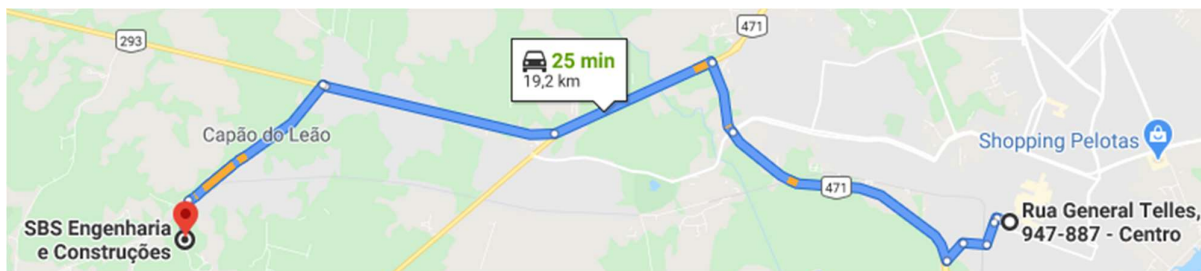 293
471
25 min
19,2 km
Capão do Leão
Shopping Pelotas
471
SBS Engenharia
e Construções
Rua General Telles,
947-887 - Centro